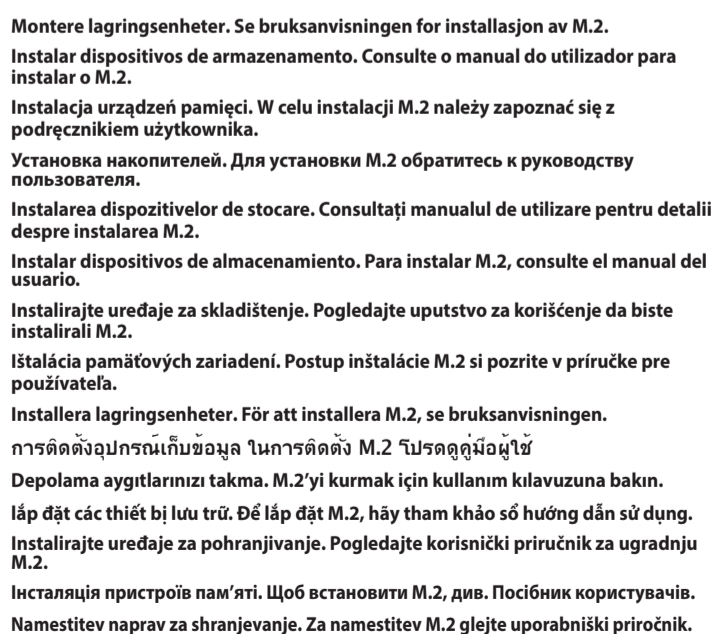 Montere lagringsenheter. Se bruksanvisningen for installasjon av M.2.
Instalar dispositivos de armazenamento. Consulte o manual do utilizador para
instalar o M.2.
Instalacja urządzeń pamięci. W celu instalacji M.2 należy zapoznać się z
podręcznikiem użytkownika.
Установка накопителей. Для установки M.2 обратитесь к руководству
пользователя.
Instalarea dispozitivelor de stocare. Consultați manualul de utilizare pentru detalii
despre instalarea M.2.
Instalar dispositivos de almacenamiento. Para instalar M.2, consulte el manual del
usuario.
Instalirajte uređaje za skladištenje. Pogledajte uputstvo za korišćenje da biste
instalirali M.2.
Ištalácia pamäťových zariadení. Postup inštalácie M.2 si pozrite v príručke pre
používateľa.
Installera lagringsenheter. För att installera M.2, se bruksanvisningen.
การติดตั้งอุปกรณ์เก็บข้อมูล ในการติดตั้ง M.2 โปรดดูคู่มือผู้ใช้
Depolama aygıtlarınızı takma. M.2’yi kurmak için kullanım kılavuzuna bakın.
lắp đặt các thiết bị lưu trữ. Để lắp đặt M.2, hãy tham khảo sổ hướng dẫn sử dụng.
Instalirajte uređaje za pohranjivanje. Pogledajte korisnički priručnik za ugradnju
M.2.
Інсталяція пристроїв пам’яті. Щоб встановити M.2, див. Посібник користувачів.
Namestitev naprav za shranjevanje. Za namestitev M.2 glejte uporabniški priročnik.